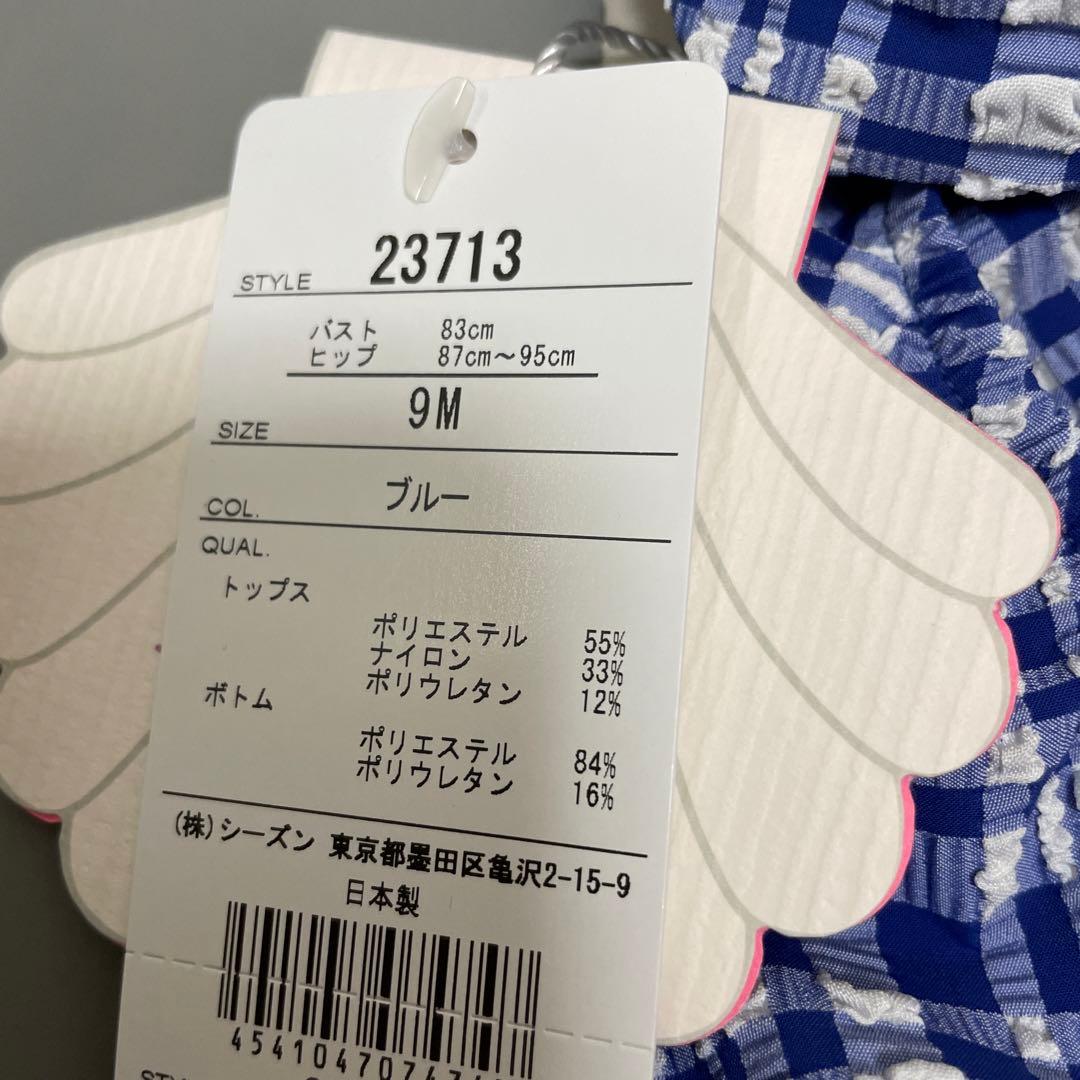 STYLE 23713
バスト 83cm
ヒップ 87cm～95cm
SIZE 9M
COL. ブルー
QUAL.
トップス
ポリエステル 55%
ナイロン 33%
ポリウレタン 12%
ボトム
ポリエステル 84%
ポリウレタン 16%
(株)シーズン 東京都墨田区亀沢2-15-9
日本製